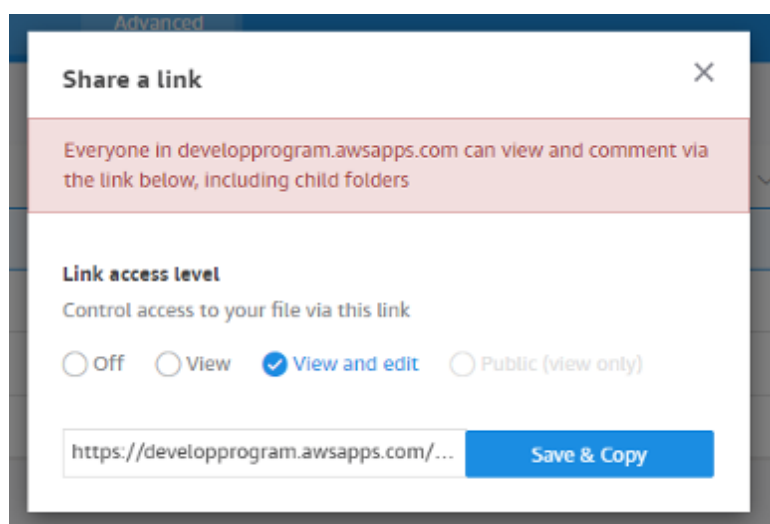 Advanced
Share a link
Everyone in developprogram.awsapps.com can view and comment via
the link below, including child folders
Link access level
Control access to your file via this link
Off View View and edit Public (view only)
https://developprogram.awsapps.com/... Save & Copy